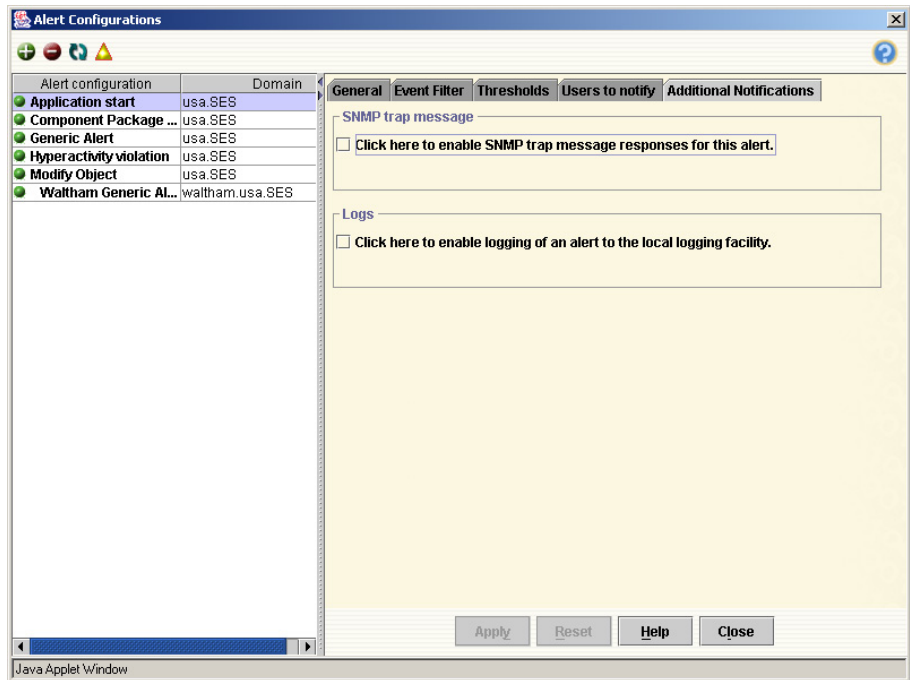 Alert Configurations
Alert configuration Domain
Application start usa.SES
Component Package ... usa.SES
Generic Alert usa.SES
Hyperactivity violation usa.SES
Modify Object usa.SES
Waltham Generic Al... waltham.usa.SES
General Event Filter Thresholds Users to notify Additional Notifications
SNMP trap message
Click here to enable SNMP trap message responses for this alert.
Logs
Click here to enable logging of an alert to the local logging facility.
Apply Reset Help Close
Java Applet Window